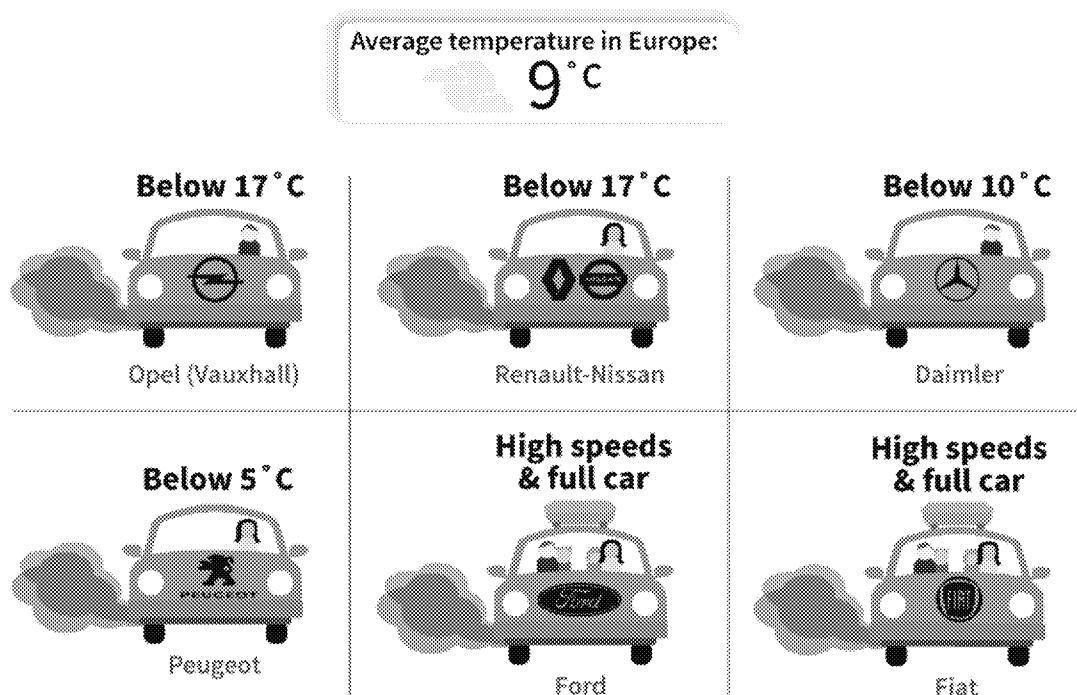 Average temperature in Europe:
9°C
Below 17°C
Below 17°C
Below 10°C
Opel (Vauxhall)
Renault-Nissan
Daimler
Below 5°C
High speeds
& full car
High speeds
& full car
PEUGEOT
Ford
FIAT
Peugeot
Ford
Fiat